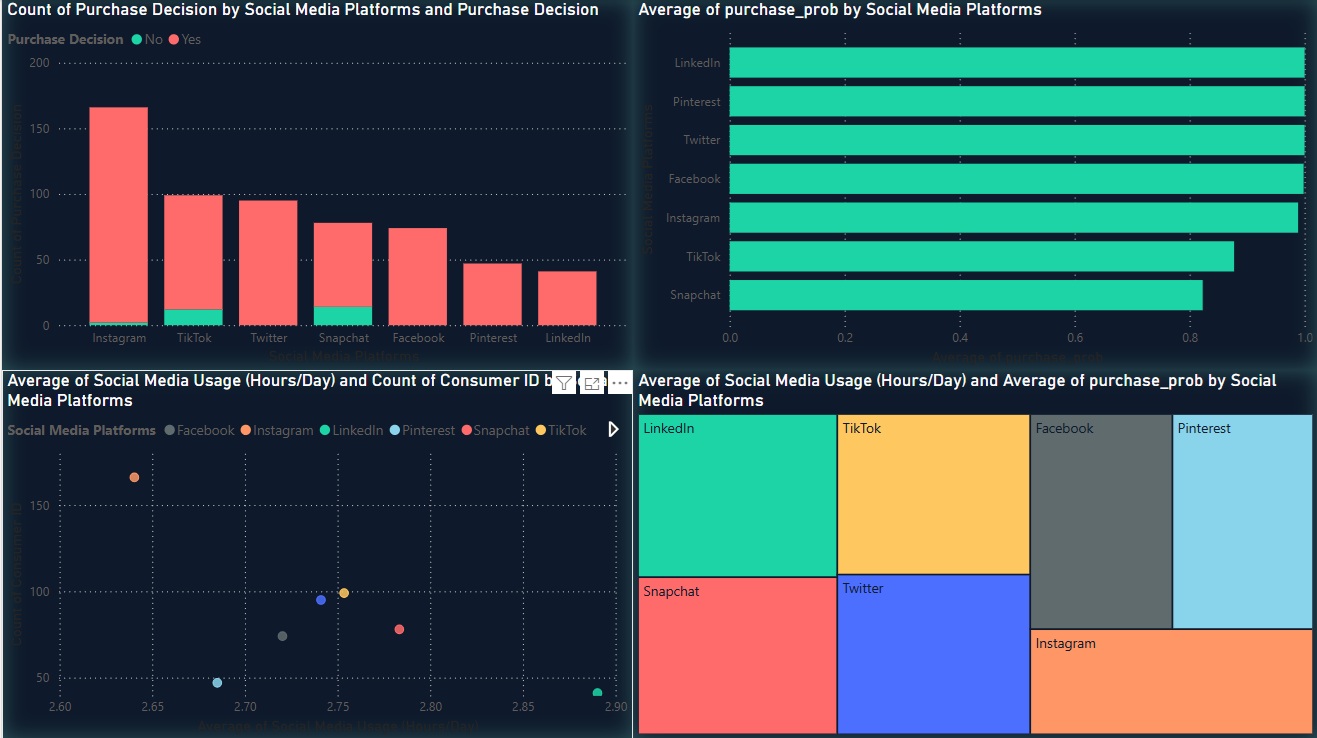 Count of Purchase Decision by Social Media Platforms and Purchase Decision
Purchase Decision No Yes
200
150
100
50
0
Instagram TikTok Twitter Snapchat Facebook Pinterest LinkedIn
Social Media Platforms
Count of Purchase Decision
Average of purchase_prob by Social Media Platforms
LinkedIn
Pinterest
Twitter
Facebook
Instagram
TikTok
Snapchat
0.0 0.2 0.4 0.6 0.8 1.0
Average of purchase_prob
Social Media Platforms
Average of Social Media Usage (Hours/Day) and Count of Consumer ID
Media Platforms
Social Media Platforms Facebook Instagram LinkedIn Pinterest Snapchat TikTok
150
100
50
2.60 2.65 2.70 2.75 2.80 2.85 2.90
Average of Social Media Usage (Hours/Day)
Count of Consumer ID
Average of Social Media Usage (Hours/Day) and Average of purchase_prob by Social
Media Platforms
LinkedIn
TikTok
Facebook
Pinterest
Snapchat
Twitter
Instagram